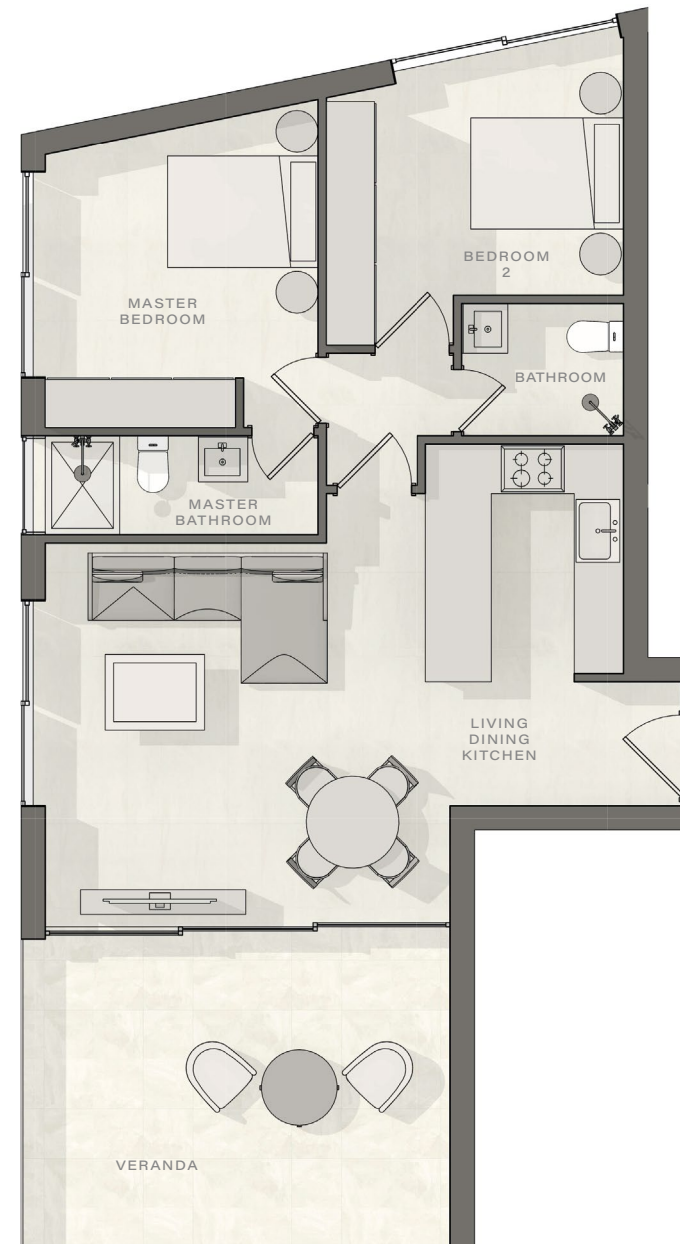 BEDROOM
2
MASTER
BEDROOM
BATHROOM
MASTER
BATHROOM
LIVING
DINING
KITCHEN
VERANDA